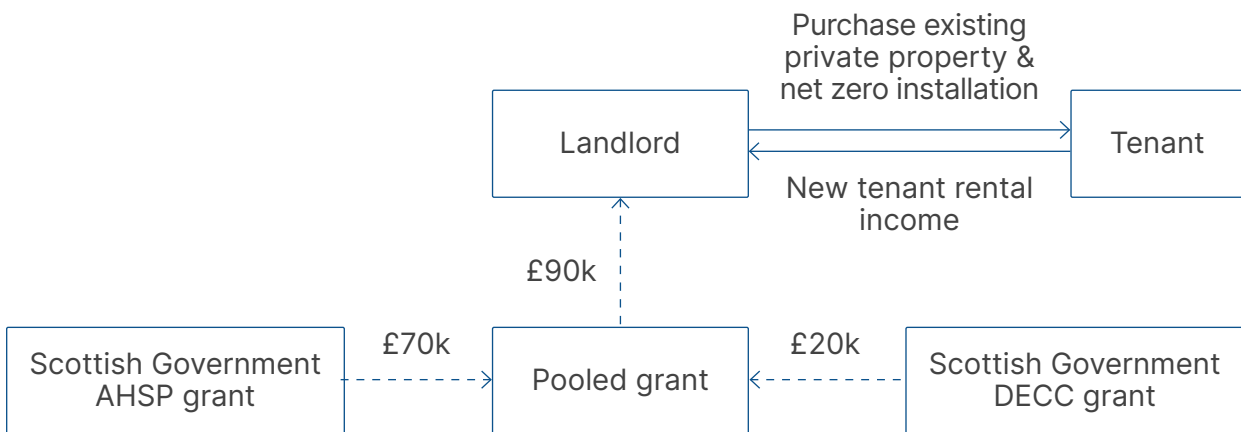 Purchase existing
private property &
net zero installation
Landlord
Tenant
New tenant rental
income
£90k
Scottish Government
AHSP grant
£70k
Pooled grant
£20k
Scottish Government
DECC grant